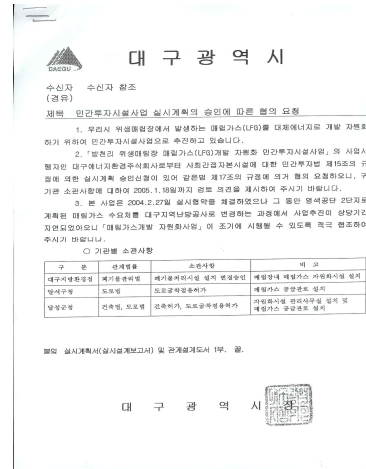 DAEGU
대 구 광 역 시
수신자  수신자 참조
(경유)
제목  민간투자시설사업 실시계획의 승인에 따른 협의 요청
1. 우리시 위생매립장에서 발생하는 매립가스(LFG)를 대체에너지로 개발 자원화
하기 위하여 민간투자시설사업으로 추진하고 있습니다.
2. 「방천리 위생매립장 매립가스(LFG)개발 자원화 민간투자시설사업」의 사업시
행자인 대구에너지환경주식회사로부터 사회간접자본시설에 대한 민간투자법 제15조의 규
정에 의한 실시계획 승인신청이 있어 같은법 제17조의 규정에 의거 협의 요청하오니, 귀
기관 소관사항에 대하여 2005.1.18일까지 검토 의견을 제시하여 주시기 바랍니다.
3. 본 사업은 2004.2.27일 실시협약을 체결하였으나 그 동안 염색공단 2단지로
계획된 매립가스 수요처를 대구지역난방공사로 변경하는 과정에서 사업추진이 상당기간
지연되었아오니 「매립가스개발 자원화사업」이 조기에 시행될 수 있도록 적극 협조하여
주시기 바랍니다.
○ 기관별 소관사항
구 분 관계법률 소관사항 비 고
대구지방환경청 폐기물관리법 폐기물처리시설 설치 변경승인 매립장내 매립가스 자원화시설 설치
달서구청 도로법 도로굴착점용허가 매립가스 공급관로 설치
달성군청 건축법, 도로법 건축허가, 도로굴착점용허가 자원화시설 관리사무실 설치 및
매립가스 공급관로 설치
붙임  실시계획서(실시설계보고서) 및 관계설계도서 1부.  끝.
대 구 광 역 시 장